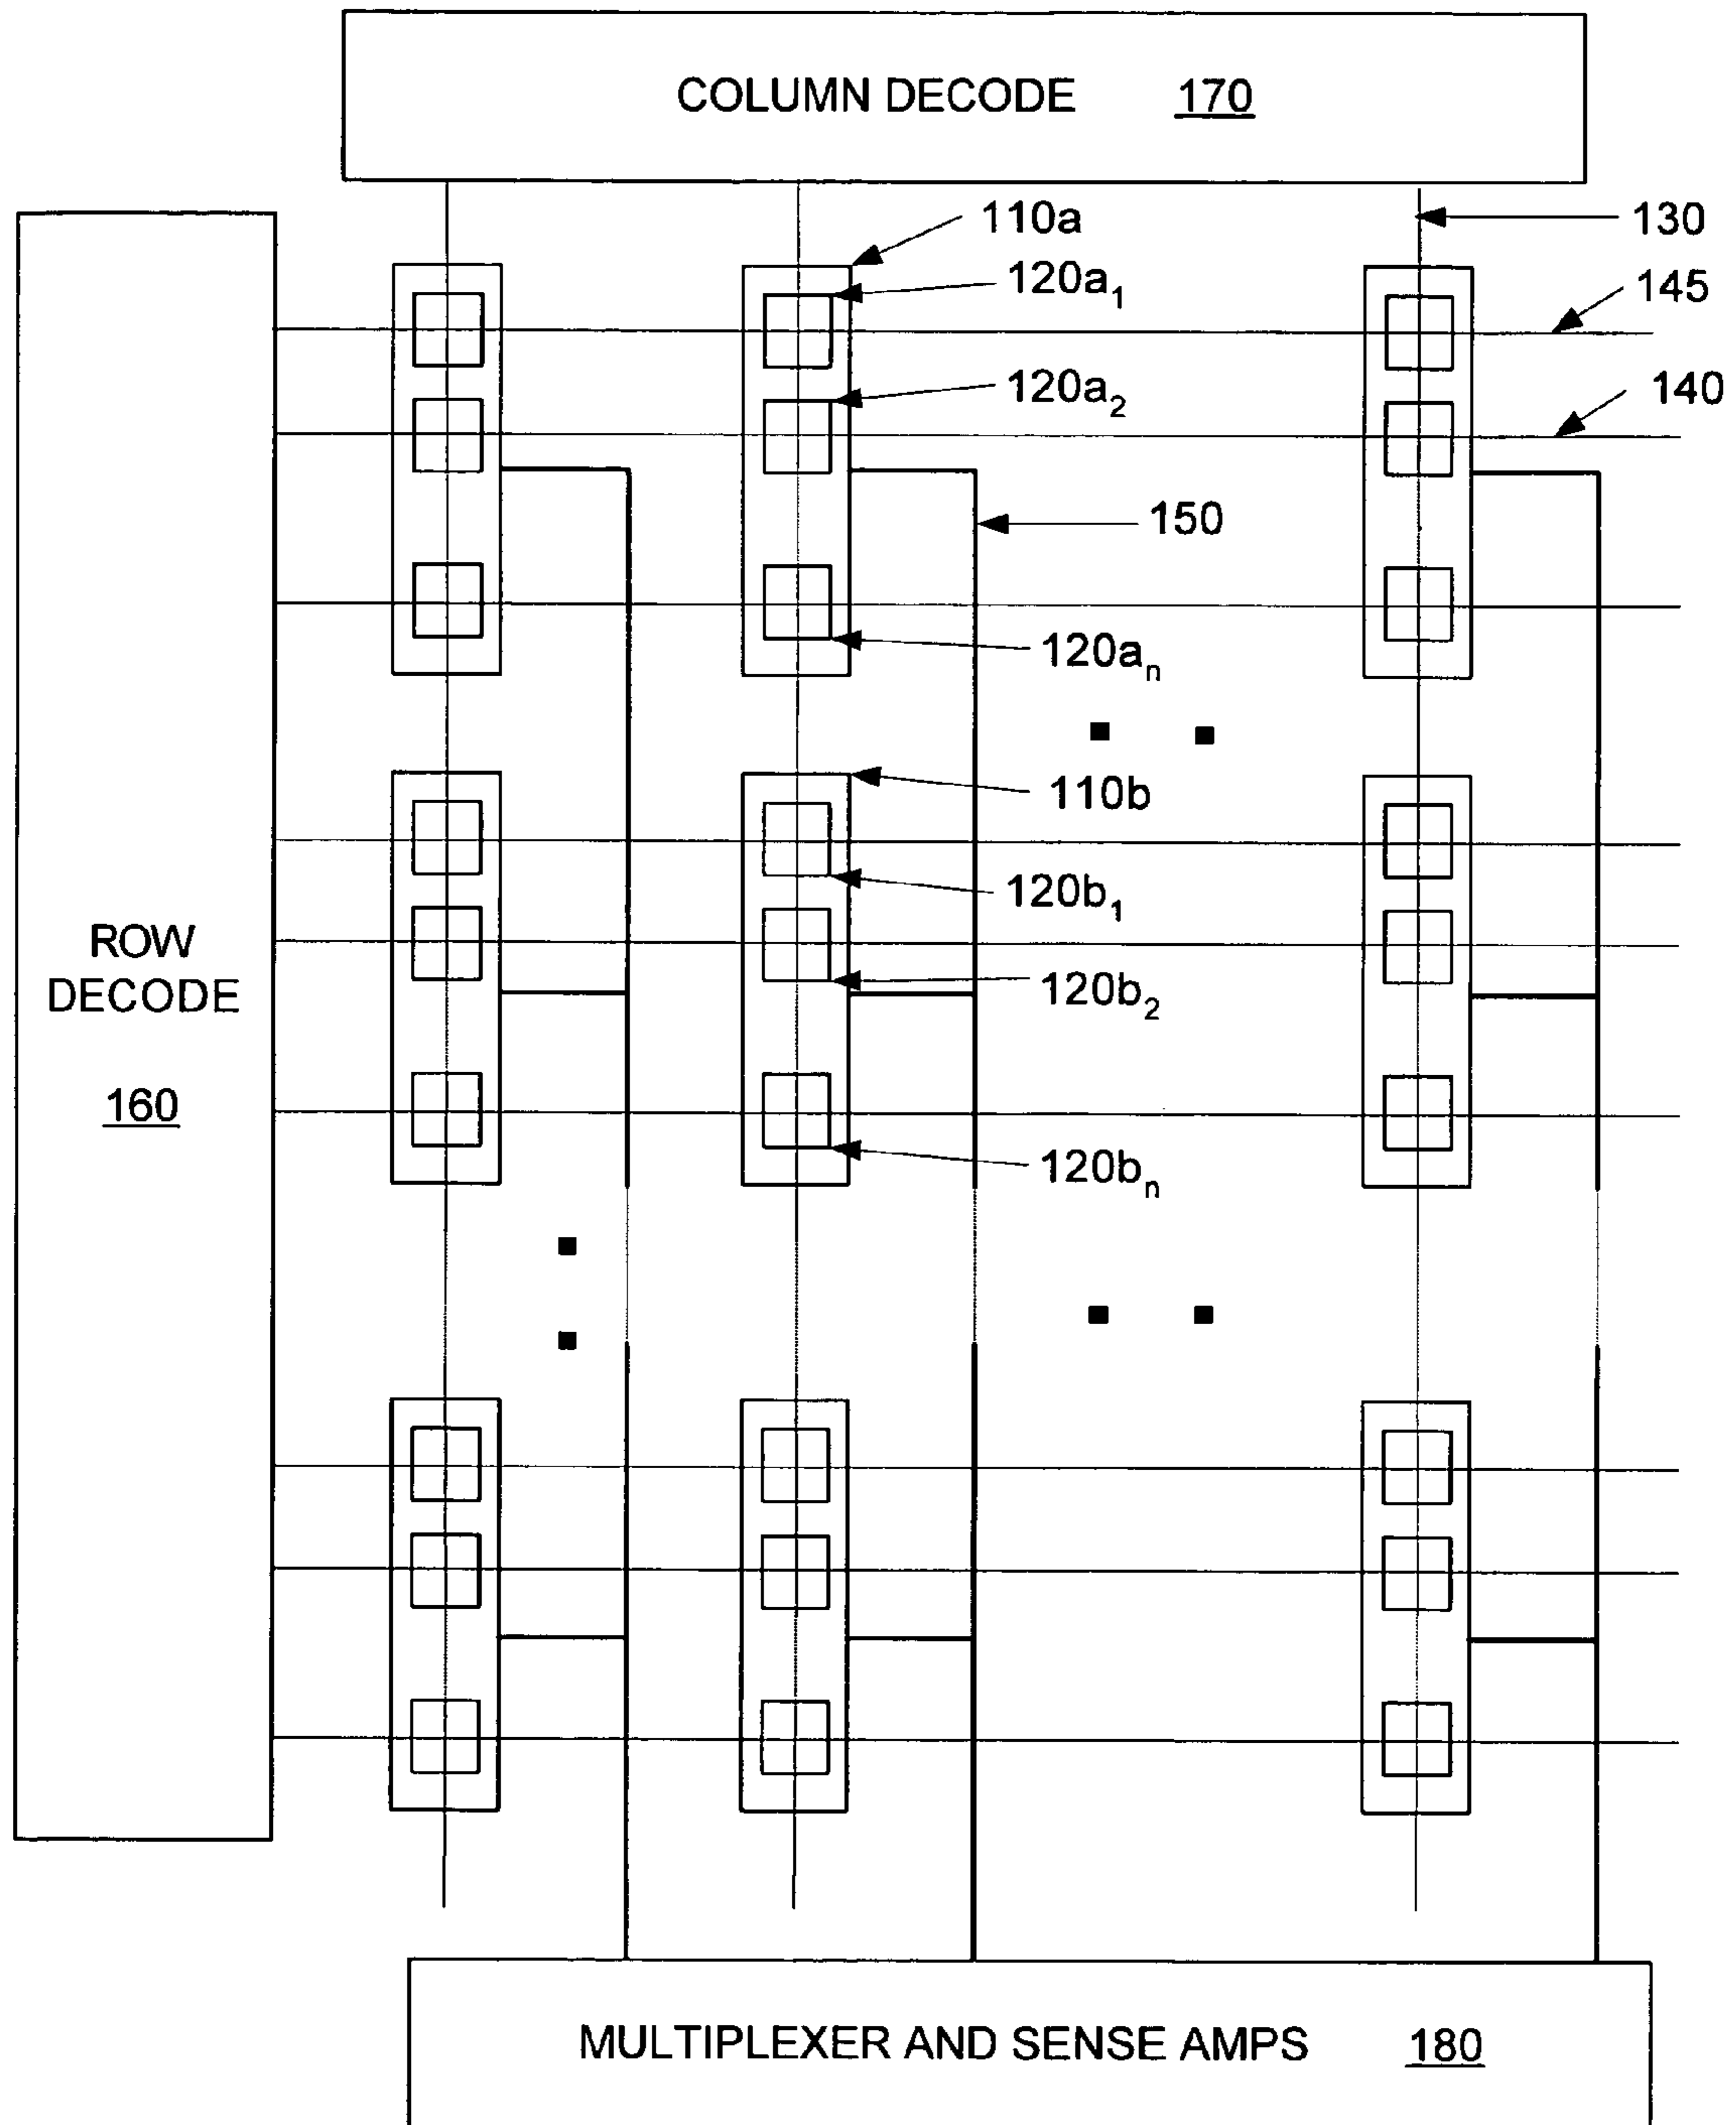 COLUMN DECODE 170
110a
130
120a₁
145
120a₂
140
150
120aₙ
110b
120b₁
ROW
DECODE
120b₂
160
120bₙ
MULTIPLEXER AND SENSE AMPS 180